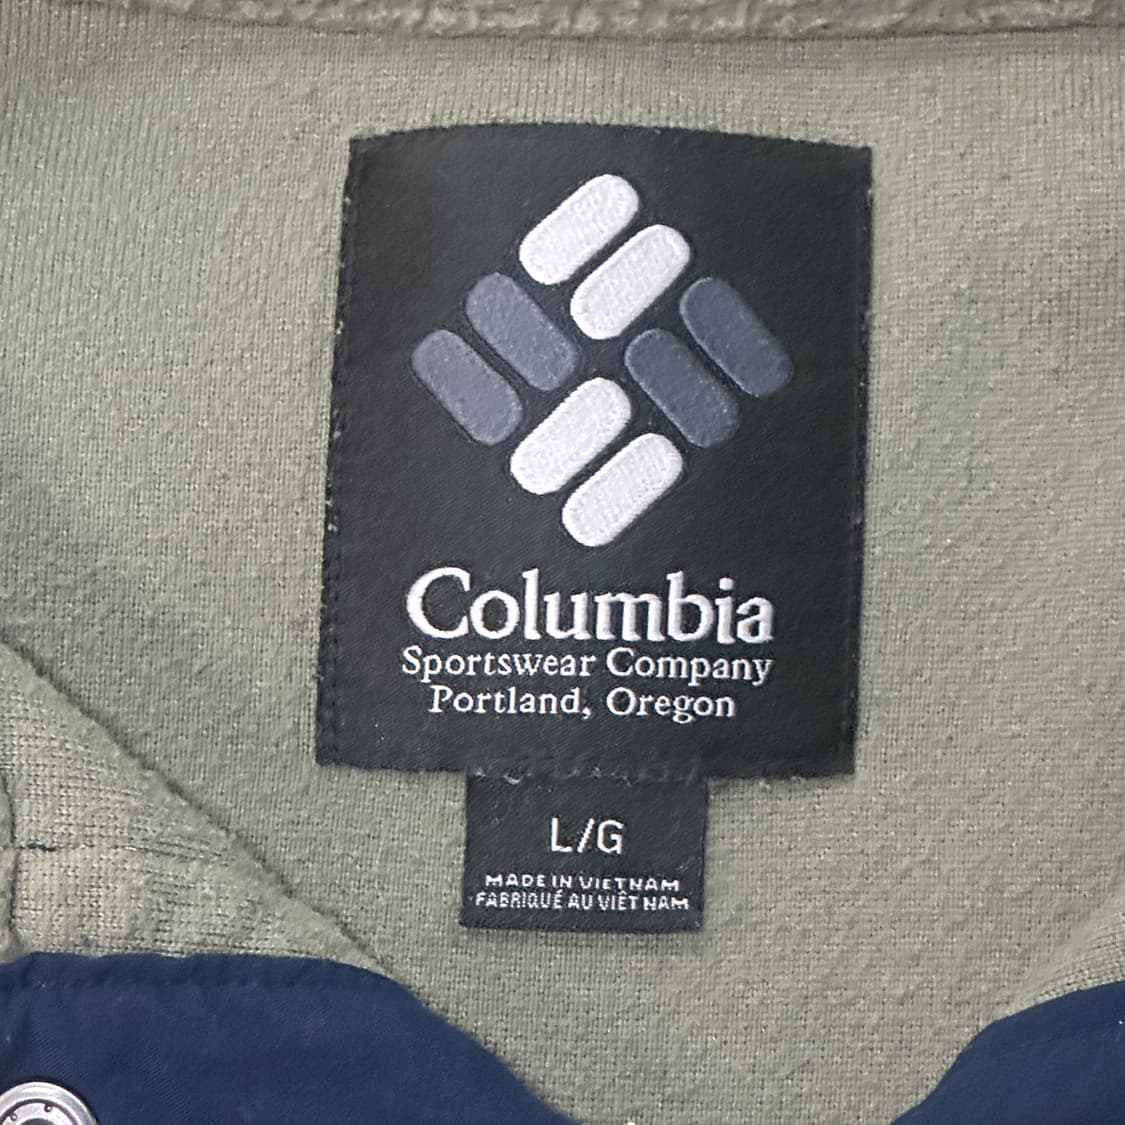 Columbia
Sportswear Company
Portland, Oregon
L/G
MADE IN VIETNAM
FABRIQUÉ AU VIÊT NAM